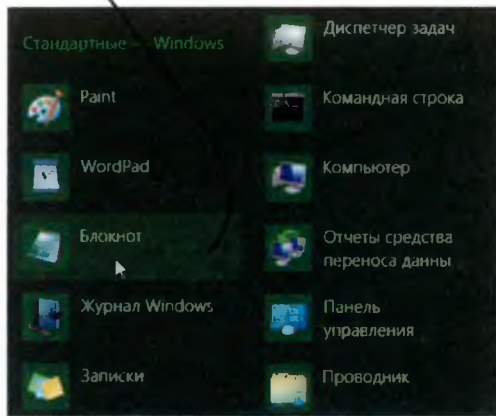 Стандартные — Windows
Paint
WordPad
Блокнот
Журнал Windows
Записки
Диспетчер задач
Командная строка
Компьютер
Отчеты средства
переноса данны
Панель
управления
Проводник